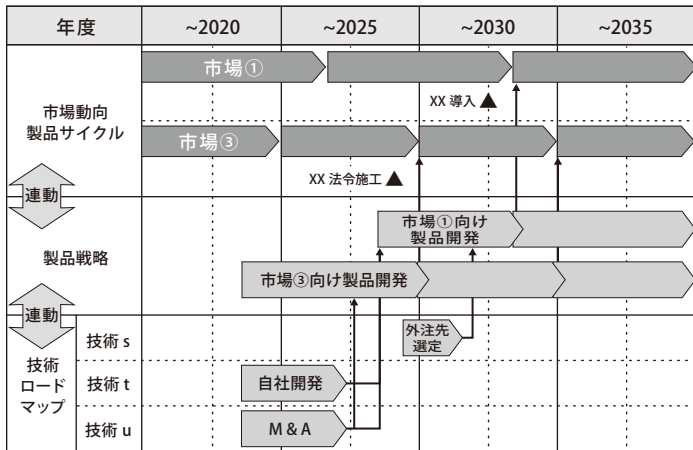 年度 ~2020 ~2025 ~2030 ~2035
市場動向
製品サイクル
市場①
XX 導入▲
市場③
XX 法令施工▲
連動
製品戦略
市場①向け
製品開発
市場③向け製品開発
連動
技術
ロード
マップ
技術 s
外注先
選定
技術 t
自社開発
技術 u
M & A